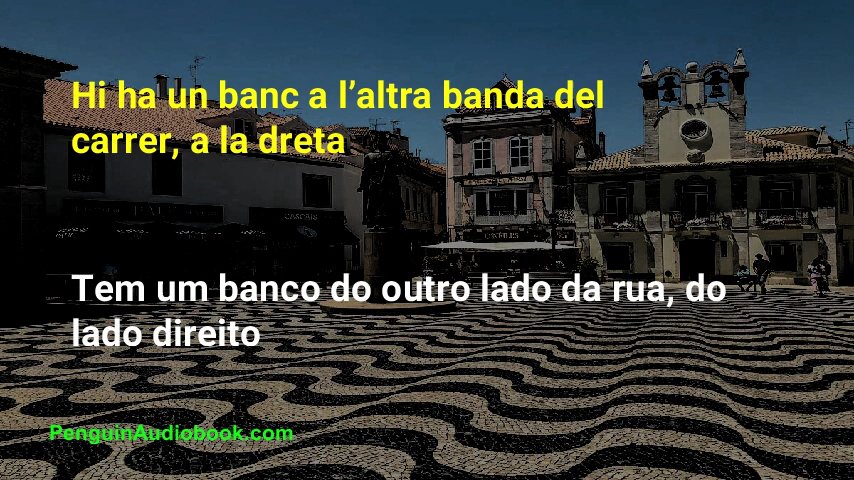 Hi ha un banc a l’altra banda del
carrer, a la dreta
CASCAIS
Tem um banco do outro lado da rua, do
lado direito
PenguinAudiobook.com